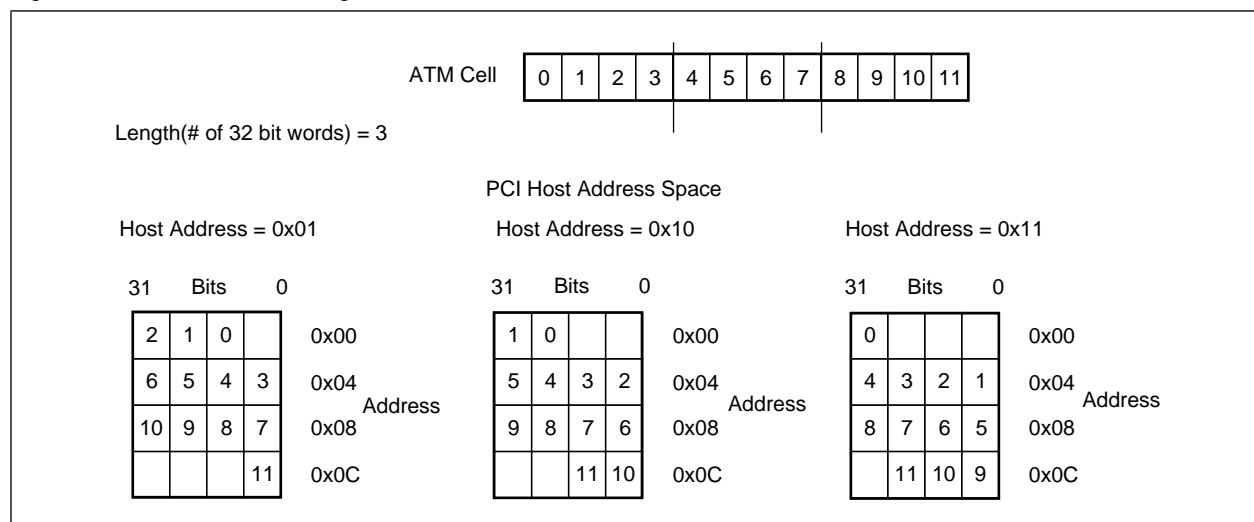 ATM Cell 0 1 2 3 4 5 6 7 8 9 10 11
Length(# of 32 bit words) = 3
PCI Host Address Space
Host Address = 0x01 Host Address = 0x10 Host Address = 0x11
31 Bits 0 31 Bits 0 31 Bits 0
2 1 0 0x00 1 0 0x00 0 0x00
6 5 4 3 0x04 5 4 3 2 0x04 4 3 2 1 0x04
Address Address Address
10 9 8 7 0x08 9 8 7 6 0x08 8 7 6 5 0x08
11 0x0C 11 10 0x0C 11 10 9 0x0C